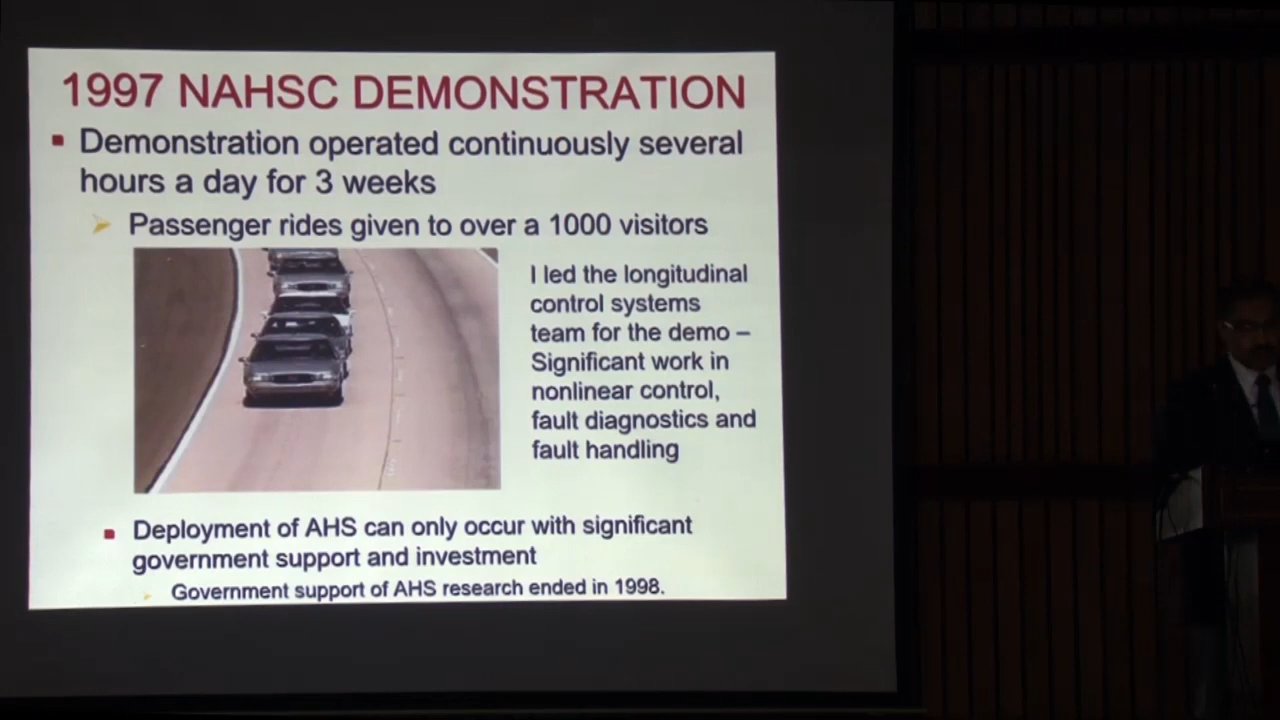 1997 NAHSC DEMONSTRATION
Demonstration operated continuously several
hours a day for 3 weeks
Passenger rides given to over a 1000 visitors
I led the longitudinal
control systems
team for the demo –
Significant work in
nonlinear control,
fault diagnostics and
fault handling
Deployment of AHS can only occur with significant
government support and investment
Government support of AHS research ended in 1998.